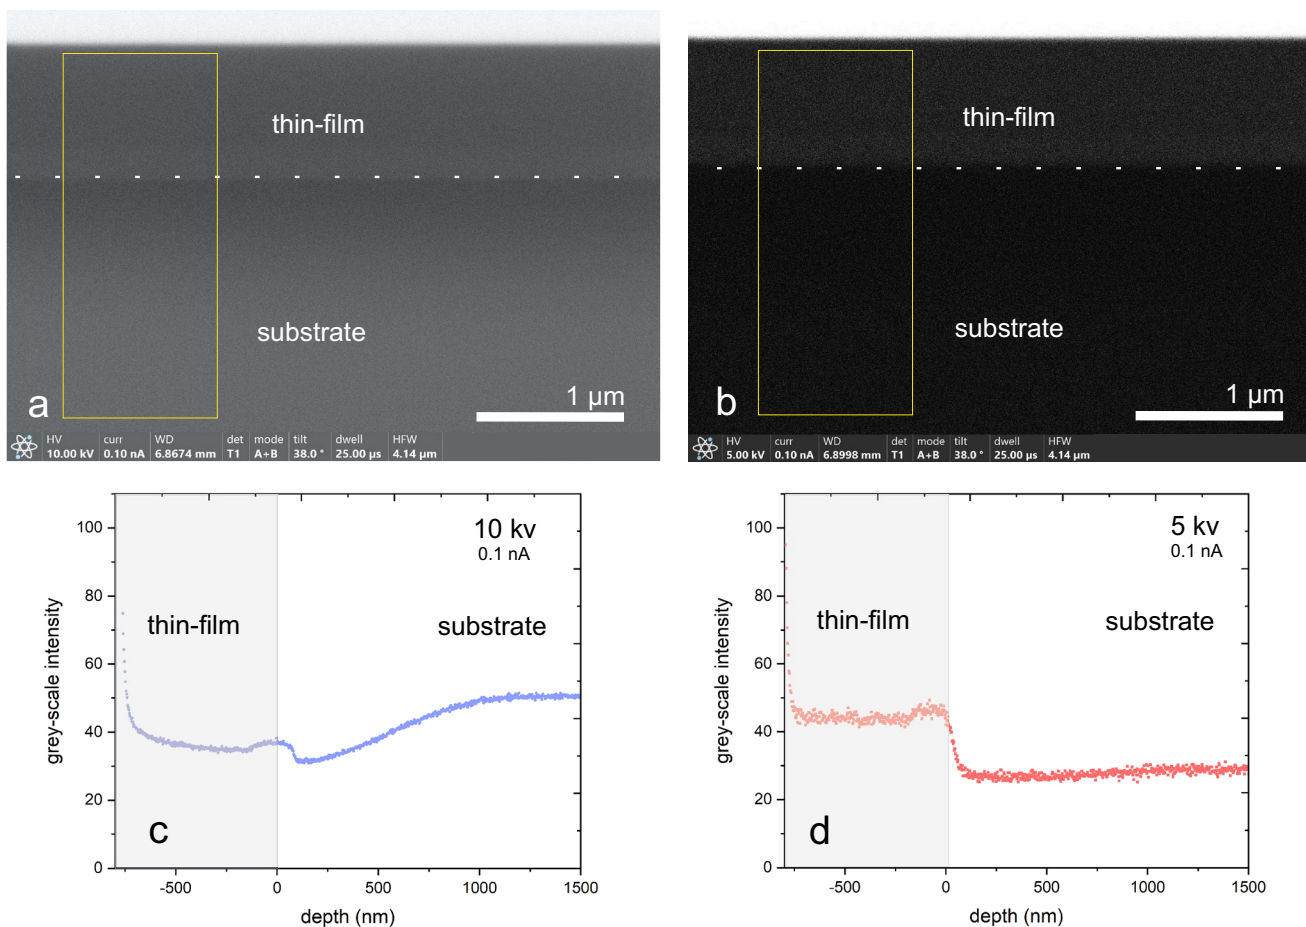 thin-film
substrate
a
1 µm
HV curr WD det mode tilt dwell HFW
10.00 kV 0.10 nA 6.8674 mm T1 A+B 38.0 ° 25.00 µs 4.14 µm
thin-film
substrate
b
1 µm
HV curr WD det mode tilt dwell HFW
5.00 kV 0.10 nA 6.8998 mm T1 A+B 38.0 ° 25.00 µs 4.14 µm
grey-scale intensity
100
80
60
40
20
0
10 kv
0.1 nA
thin-film
substrate
c
-500 0 500 1000 1500
depth (nm)
grey-scale intensity
100
80
60
40
20
0
5 kv
0.1 nA
thin-film
substrate
d
-500 0 500 1000 1500
depth (nm)